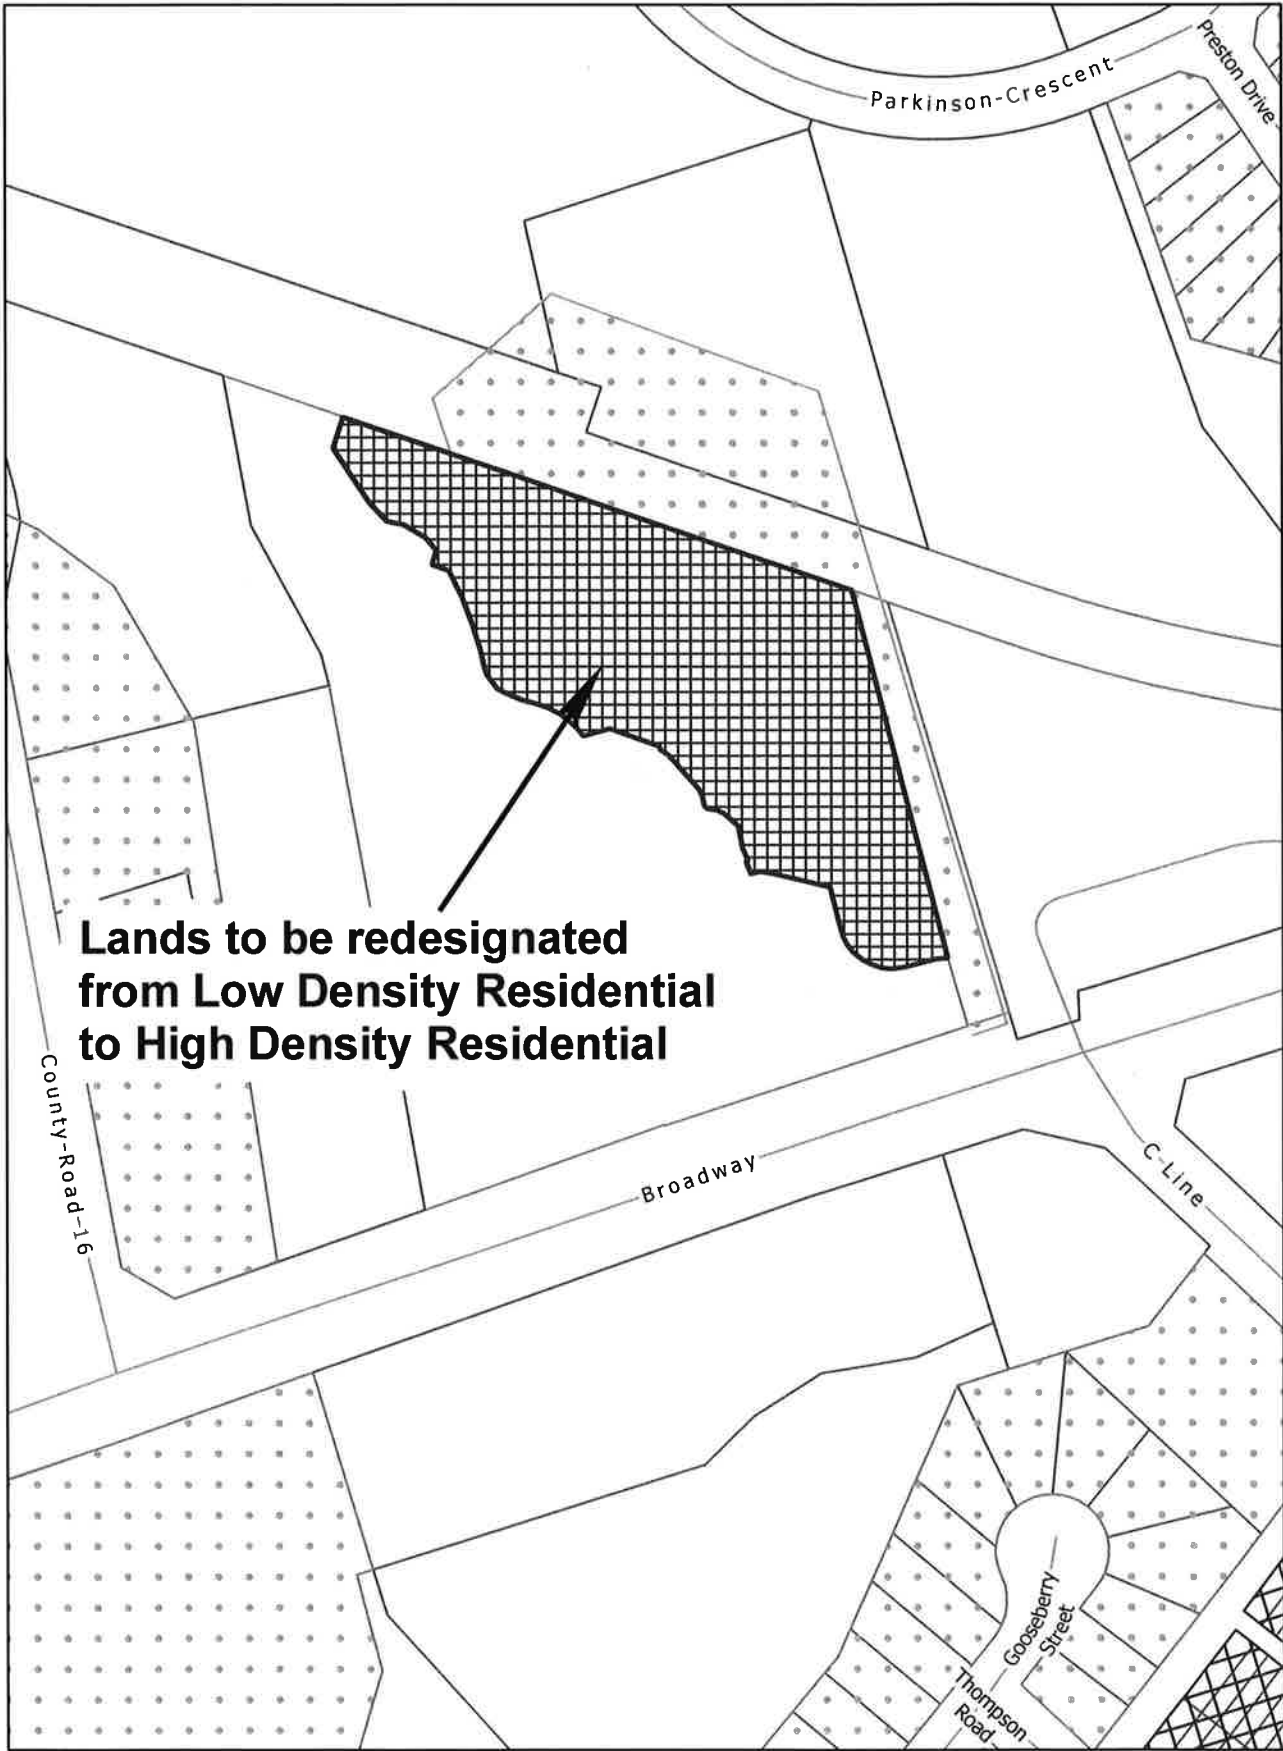 Parkinson-Crescent
Preston Drive
Lands to be redesignated
from Low Density Residential
to High Density Residential
County-Road-16
Broadway
C-Line
Gooseberry
Street
Thompson
Road